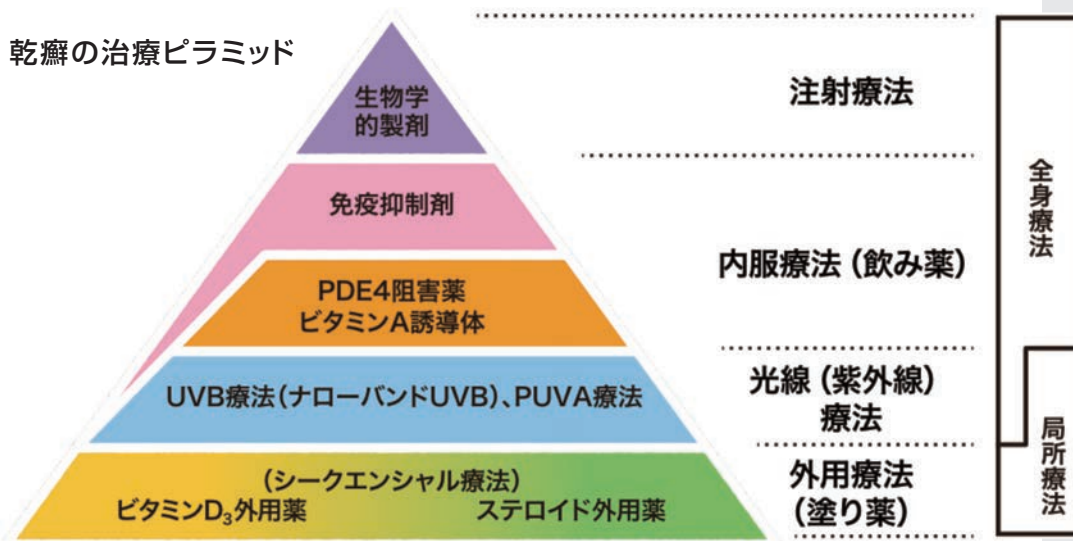 乾癬の治療ピラミッド
生物学
的製剤
免疫抑制剤
PDE4阻害薬
ビタミンA誘導体
UVB療法(ナローバンドUVB)、PUVA療法
(シークエンシャル療法)
ビタミンD₃外用薬 ステロイド外用薬
注射療法
内服療法(飲み薬)
光線(紫外線)
療法
外用療法
(塗り薬)
全身療法
局所療法